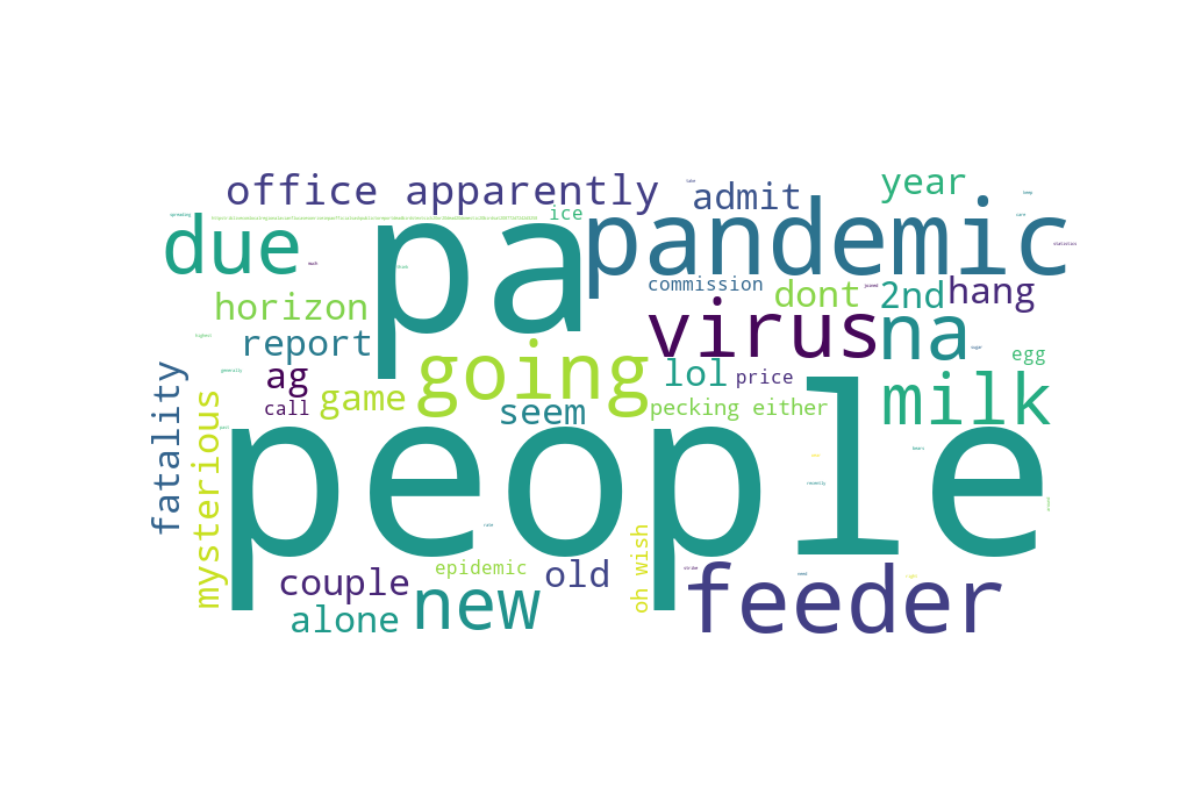 office apparently
admit
year
ice
due
pa
pandemic
commission
dont
2nd
hang
horizon
virus
na
report
going
lol
price
egg
ag
game
call
seem
pecking either
milk
fatality
mysterious
people
epidemic
old
oh wish
couple
new
alone
feeder